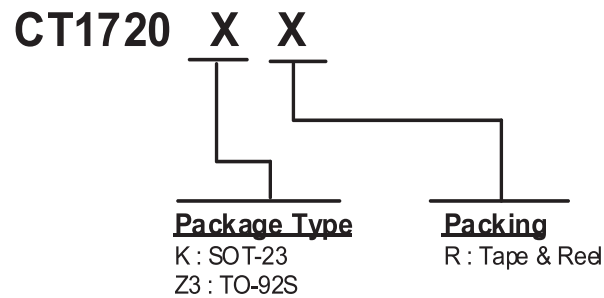 CT1720 X X
Package Type
K : SOT-23
Z3 : TO-92S
Packing
R : Tape & Reel